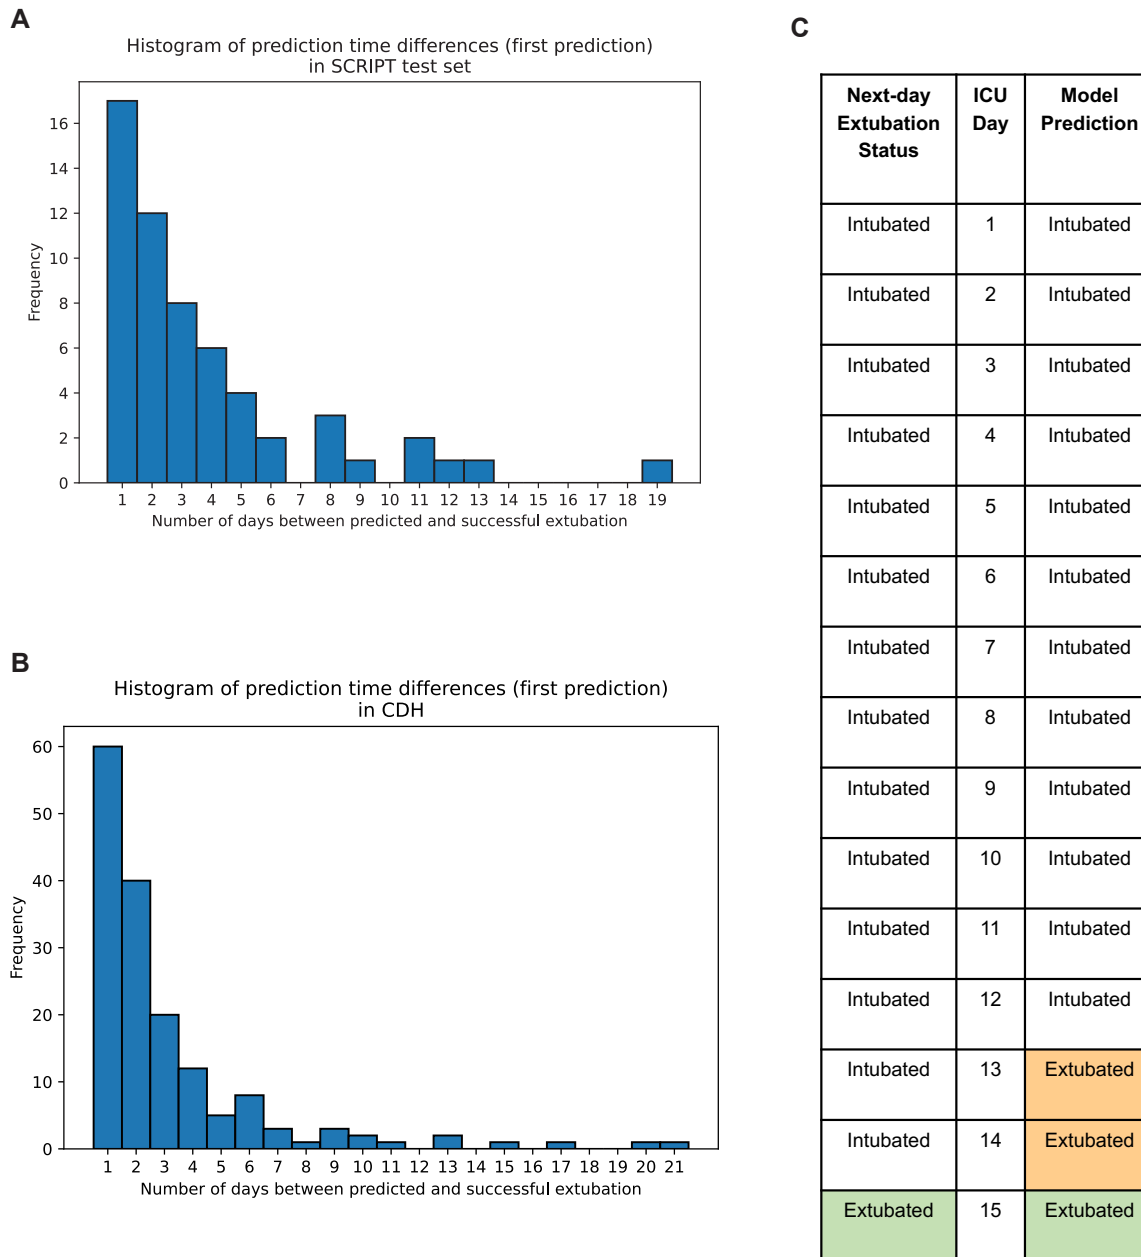 A
Histogram of prediction time differences (first prediction)
in SCRIPT test set
Frequency
16
14
12
10
8
6
4
2
0
1 2 3 4 5 6 7 8 9 10 11 12 13 14 15 16 17 18 19
Number of days between predicted and successful extubation
B
Histogram of prediction time differences (first prediction)
in CDH
Frequency
60
50
40
30
20
10
0
1 2 3 4 5 6 7 8 9 10 11 12 13 14 15 16 17 18 19 20 21
Number of days between predicted and successful extubation
C
Next-day Extubation Status ICU Day Model Prediction
Intubated 1 Intubated
Intubated 2 Intubated
Intubated 3 Intubated
Intubated 4 Intubated
Intubated 5 Intubated
Intubated 6 Intubated
Intubated 7 Intubated
Intubated 8 Intubated
Intubated 9 Intubated
Intubated 10 Intubated
Intubated 11 Intubated
Intubated 12 Intubated
Intubated 13 Extubated
Intubated 14 Extubated
Extubated 15 Extubated